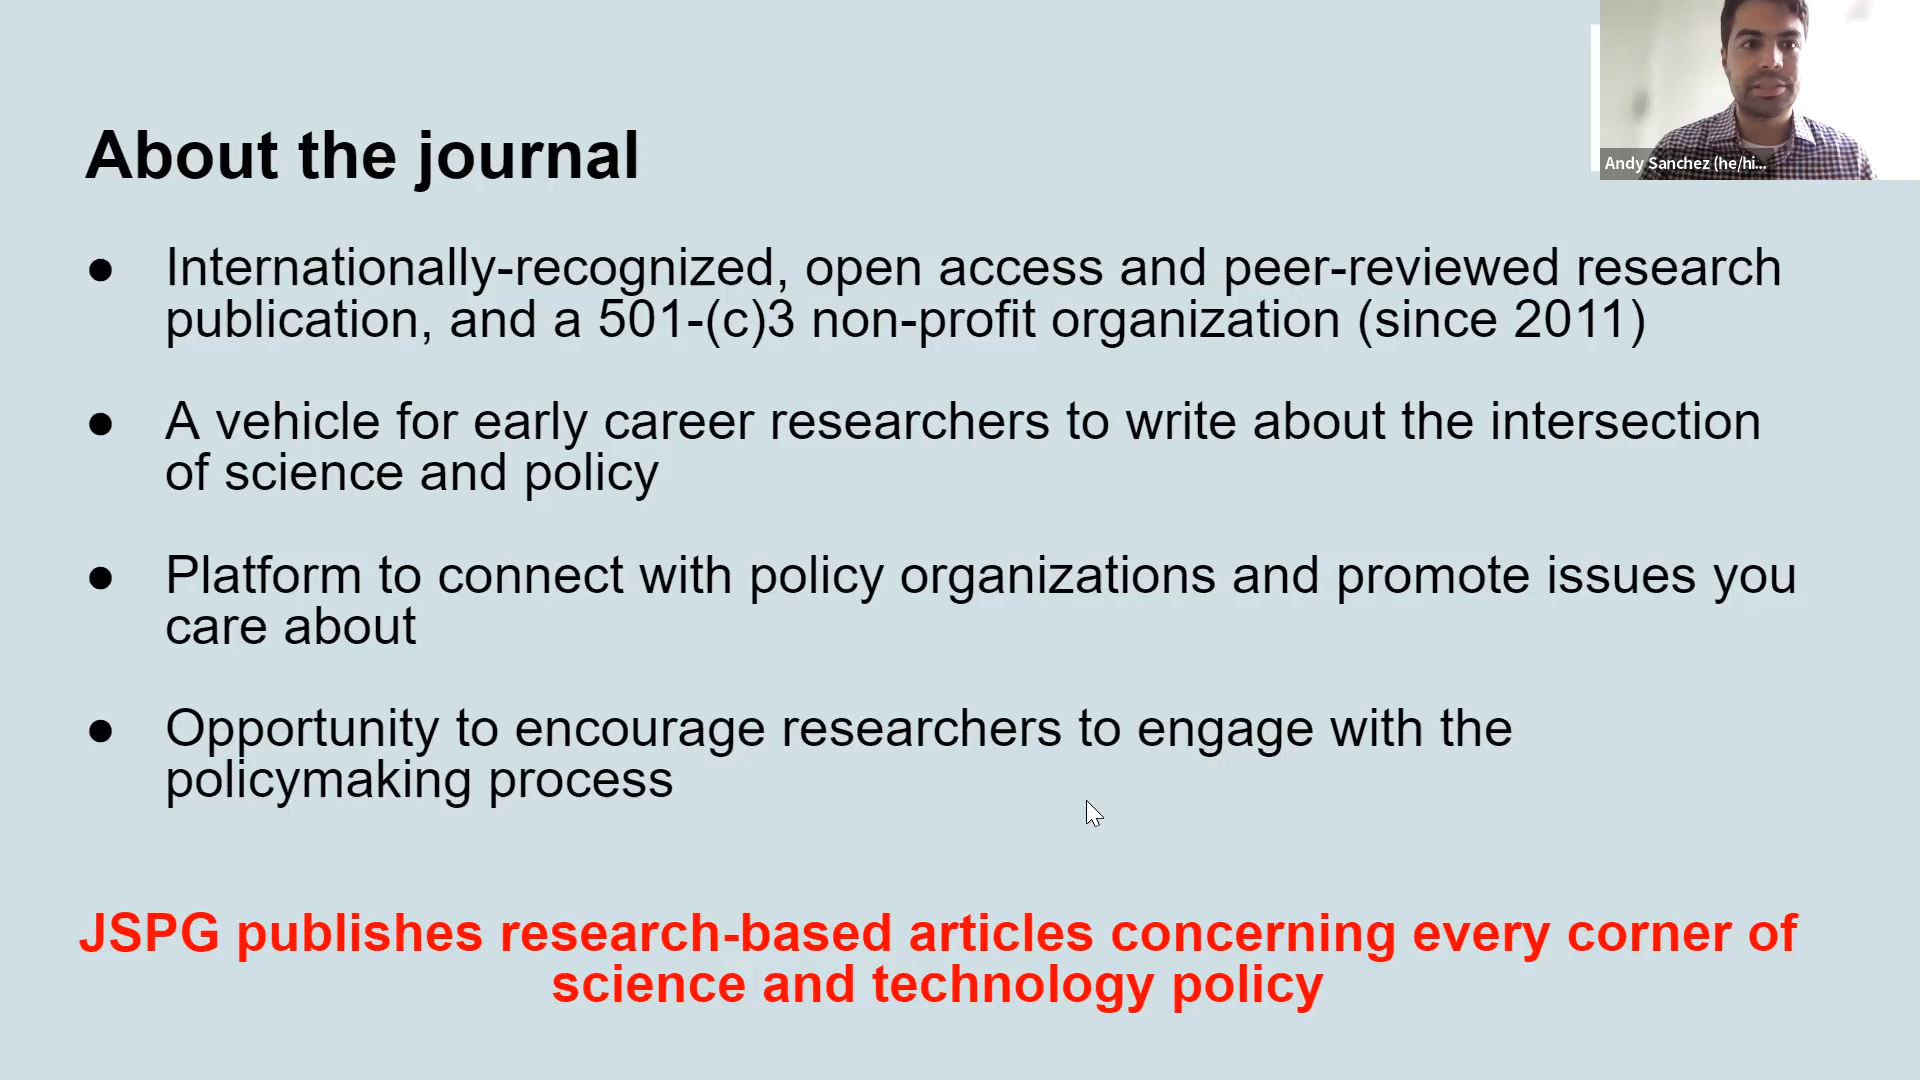 Andy Sanchez (he/hi...
About the journal
● Internationally-recognized, open access and peer-reviewed research
publication, and a 501-(c)3 non-profit organization (since 2011)
● A vehicle for early career researchers to write about the intersection
of science and policy
● Platform to connect with policy organizations and promote issues you
care about
● Opportunity to encourage researchers to engage with the
policymaking process
JSPG publishes research-based articles concerning every corner of
science and technology policy